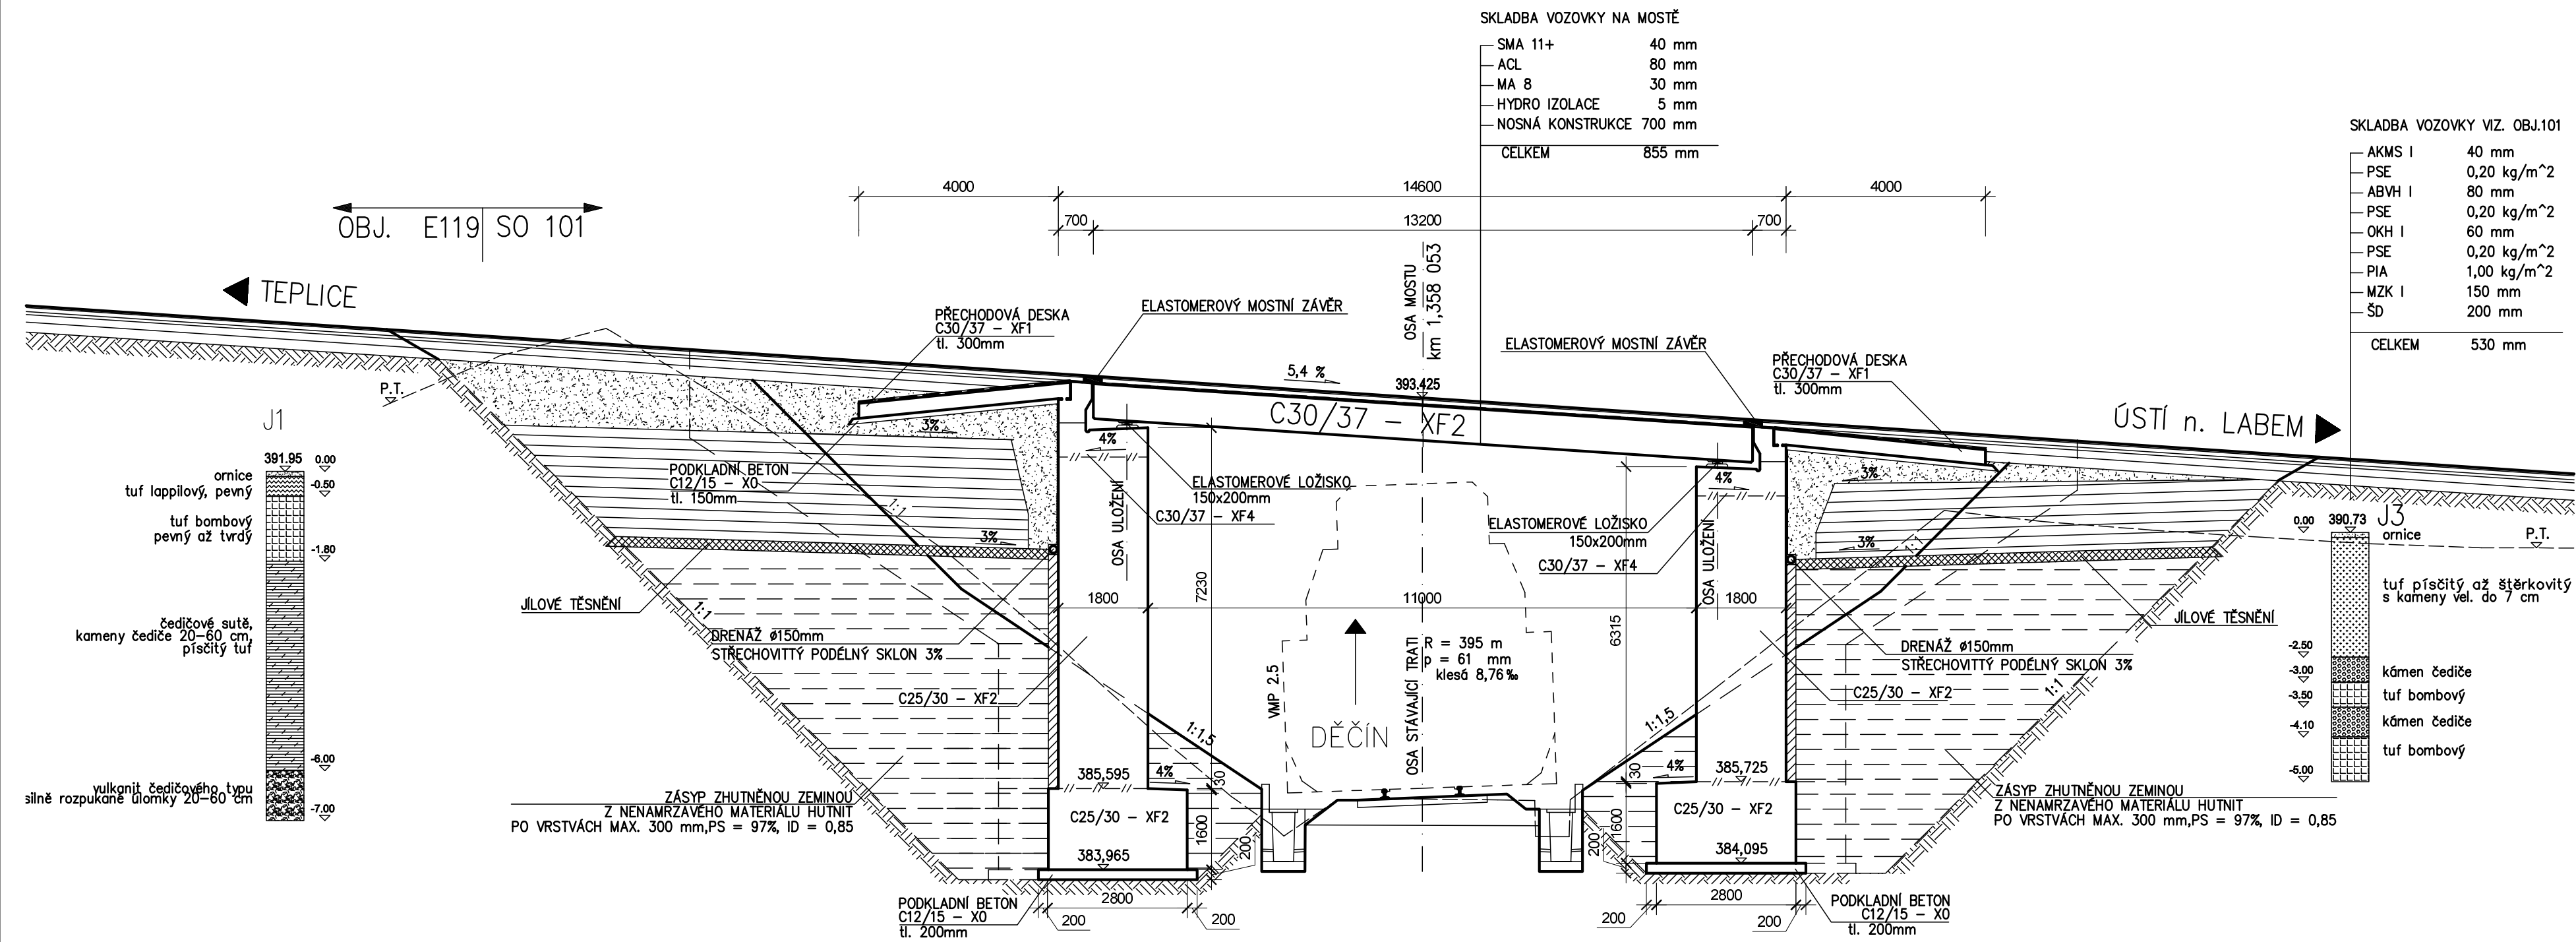 SKLADBA VOZOVKY NA MOSTĚ
SMA 11+ 40 mm
ACL 80 mm
MA 8 30 mm
HYDRO IZOLACE 5 mm
NOSNÁ KONSTRUKCE 700 mm
CELKEM 855 mm
SKLADBA VOZOVKY VIZ. OBJ.101
AKMS I 40 mm
PSE 0,20 kg/m^2
ABVH I 80 mm
PSE 0,20 kg/m^2
OKH I 60 mm
PSE 0,20 kg/m^2
PIA 1,00 kg/m^2
MZK I 150 mm
ŠD 200 mm
CELKEM 530 mm
4000
14600
4000
700
13200
700
OBJ. E119 SO 101
TEPLICE
OSA MOSTU
km 1,358 053
PŘECHODOVÁ DESKA
C30/37 - XF1
tl. 300mm
ELASTOMEROVÝ MOSTNÍ ZÁVĚR
ELASTOMEROVÝ MOSTNÍ ZÁVĚR
PŘECHODOVÁ DESKA
C30/37 - XF1
tl. 300mm
5,4 %
393.425
C30/37 - XF2
ÚSTÍ n. LABEM
P.T.
J1
391.95 0.00
ornice
-0.50
tuf lappilový, pevný
tuf bombový
pevný až tvrdý
-1.80
čedičové sutě,
kameny čediče 20-60 cm,
písčitý tuf
-6.00
vulkanit čedičového typu
silně rozpukané úlomky 20-60 cm
-7.00
3%
4%
PODKLADNÍ BETON
C12/15 - X0
tl. 150mm
1:1
OSA ULOŽENÍ
ELASTOMEROVÉ LOŽISKO
150x200mm
C30/37 - XF4
3%
JÍLOVÉ TĚSNĚNÍ
1:1
1800
7230
11000
1800
6315
DRENÁŽ ø150mm
STŘECHOVITTÝ PODÉLNÝ SKLON 3%
C25/30 - XF2
ELASTOMEROVÉ LOŽISKO
150x200mm
C30/37 - XF4
OSA ULOŽENÍ
4%
3%
3%
1:1
J3
0.00 390.73
ornice
P.T.
tuf písčitý až štěrkovitý
s kameny vel. do 7 cm
-2.50
-3.00
kámen čediče
-3.50
tuf bombový
-4.10
kámen čediče
tuf bombový
-5.00
JÍLOVÉ TĚSNĚNÍ
DRENÁŽ ø150mm
STŘECHOVITTÝ PODÉLNÝ SKLON 3%
C25/30 - XF2
1:1
VMP 2.5
OSA STÁVAJÍCÍ TRATI
R = 395 m
p = 61 mm
klesá 8,76‰
DĚČÍN
1:1,5
1:1,5
385,595
4%
30
C25/30 - XF2
1600
383,965
200
30
4%
385,725
C25/30 - XF2
1600
384,095
200
ZÁSYP ZHUTNĚNOU ZEMINOU
Z NENAMRZAVÉHO MATERIÁLU HUTNIT
PO VRSTVÁCH MAX. 300 mm,PS = 97%, ID = 0,85
ZÁSYP ZHUTNĚNOU ZEMINOU
Z NENAMRZAVÉHO MATERIÁLU HUTNIT
PO VRSTVÁCH MAX. 300 mm,PS = 97%, ID = 0,85
PODKLADNÍ BETON
C12/15 - X0
tl. 200mm
2800
200
200
2800
200
200
PODKLADNÍ BETON
C12/15 - X0
tl. 200mm